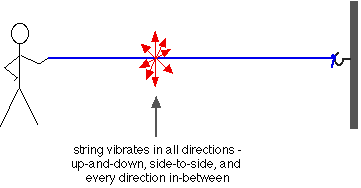 string vibrates in all directions -
up-and-down, side-to-side, and
every direction in-between